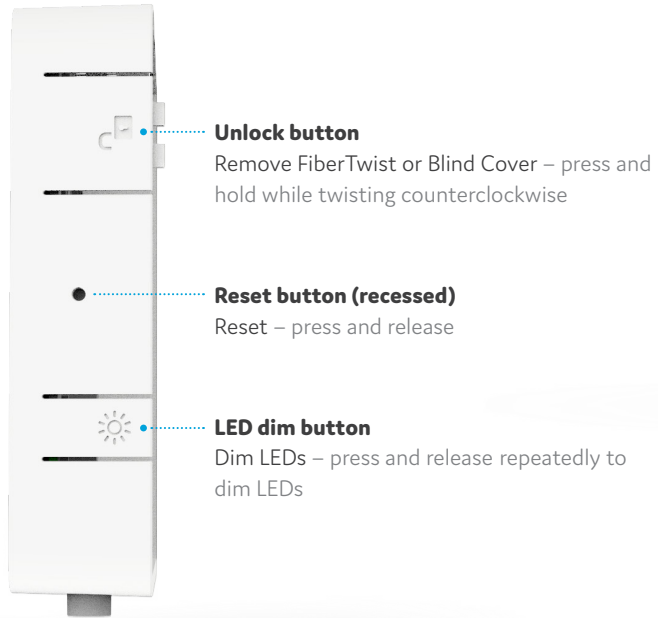 Unlock button
Remove FiberTwist or Blind Cover – press and
hold while twisting counterclockwise
Reset button (recessed)
Reset – press and release
LED dim button
Dim LEDs – press and release repeatedly to
dim LEDs